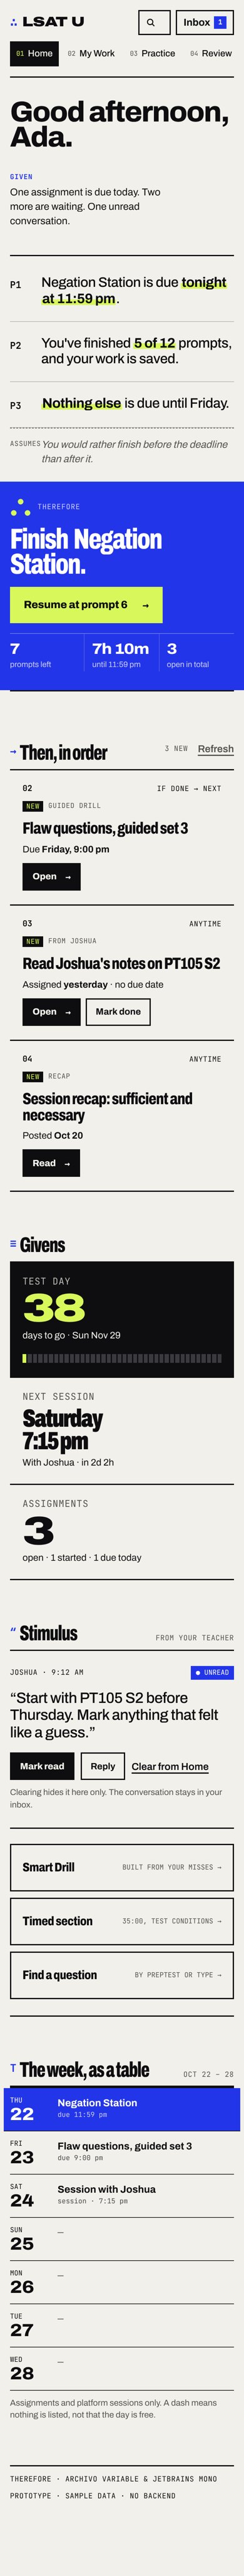 ∴ LSAT U
Inbox 1
01 Home 02 My Work 03 Practice 04 Review
Good afternoon,
Ada.
GIVEN
One assignment is due today. Two
more are waiting. One unread
conversation.
P1 Negation Station is due tonight
at 11:59 pm.
P2 You've finished 5 of 12 prompts,
and your work is saved.
P3 Nothing else is due until Friday.
ASSUMES You would rather finish before the deadline
than after it.
THEREFORE
Finish Negation
Station.
Resume at prompt 6 →
7 7h 10m 3
prompts left until 11:59 pm open in total
→ Then, in order 3 NEW Refresh
02 IF DONE → NEXT
NEW GUIDED DRILL
Flaw questions, guided set 3
Due Friday, 9:00 pm
Open →
03 ANYTIME
NEW FROM JOSHUA
Read Joshua's notes on PT105 S2
Assigned yesterday · no due date
Open → Mark done
04 ANYTIME
NEW RECAP
Session recap: sufficient and
necessary
Posted Oct 20
Read →
≡ Givens
TEST DAY
38
days to go · Sun Nov 29
NEXT SESSION
Saturday
7:15 pm
With Joshua · in 2d 2h
ASSIGNMENTS
3
open · 1 started · 1 due today
“ Stimulus FROM YOUR TEACHER
JOSHUA · 9:12 AM ● UNREAD
“Start with PT105 S2 before
Thursday. Mark anything that felt
like a guess.”
Mark read Reply Clear from Home
Clearing hides it here only. The conversation stays in your
inbox.
Smart Drill BUILT FROM YOUR MISSES →
Timed section 35:00, TEST CONDITIONS →
Find a question BY PREPTEST OR TYPE →
T The week, as a table OCT 22 – 28
THU
22 Negation Station
due 11:59 pm
FRI
23 Flaw questions, guided set 3
due 9:00 pm
SAT
24 Session with Joshua
session · 7:15 pm
SUN
25 —
MON
26 —
TUE
27 —
WED
28 —
Assignments and platform sessions only. A dash means
nothing is listed, not that the day is free.
THEREFORE · ARCHIVO VARIABLE & JETBRAINS MONO
PROTOTYPE · SAMPLE DATA · NO BACKEND